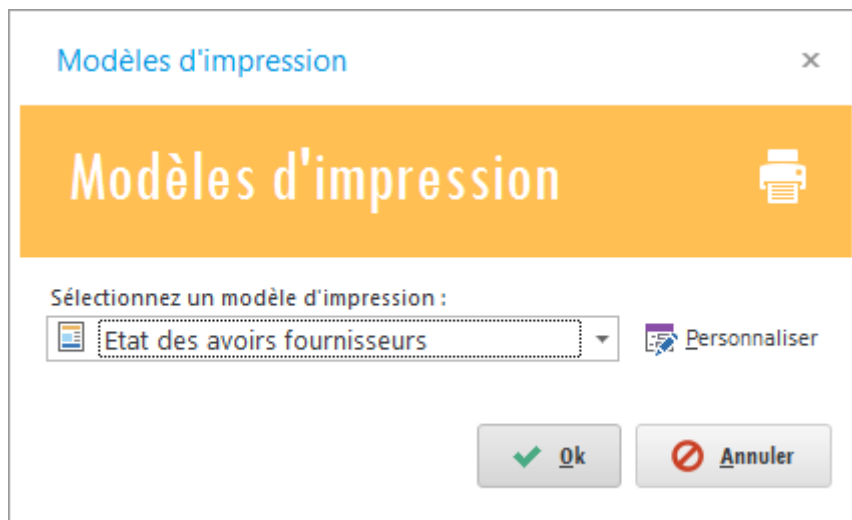 Modèles d'impression
Modèles d'impression
Sélectionnez un modèle d'impression :
Etat des avoirs fournisseurs
Personnaliser
Ok
Annuler